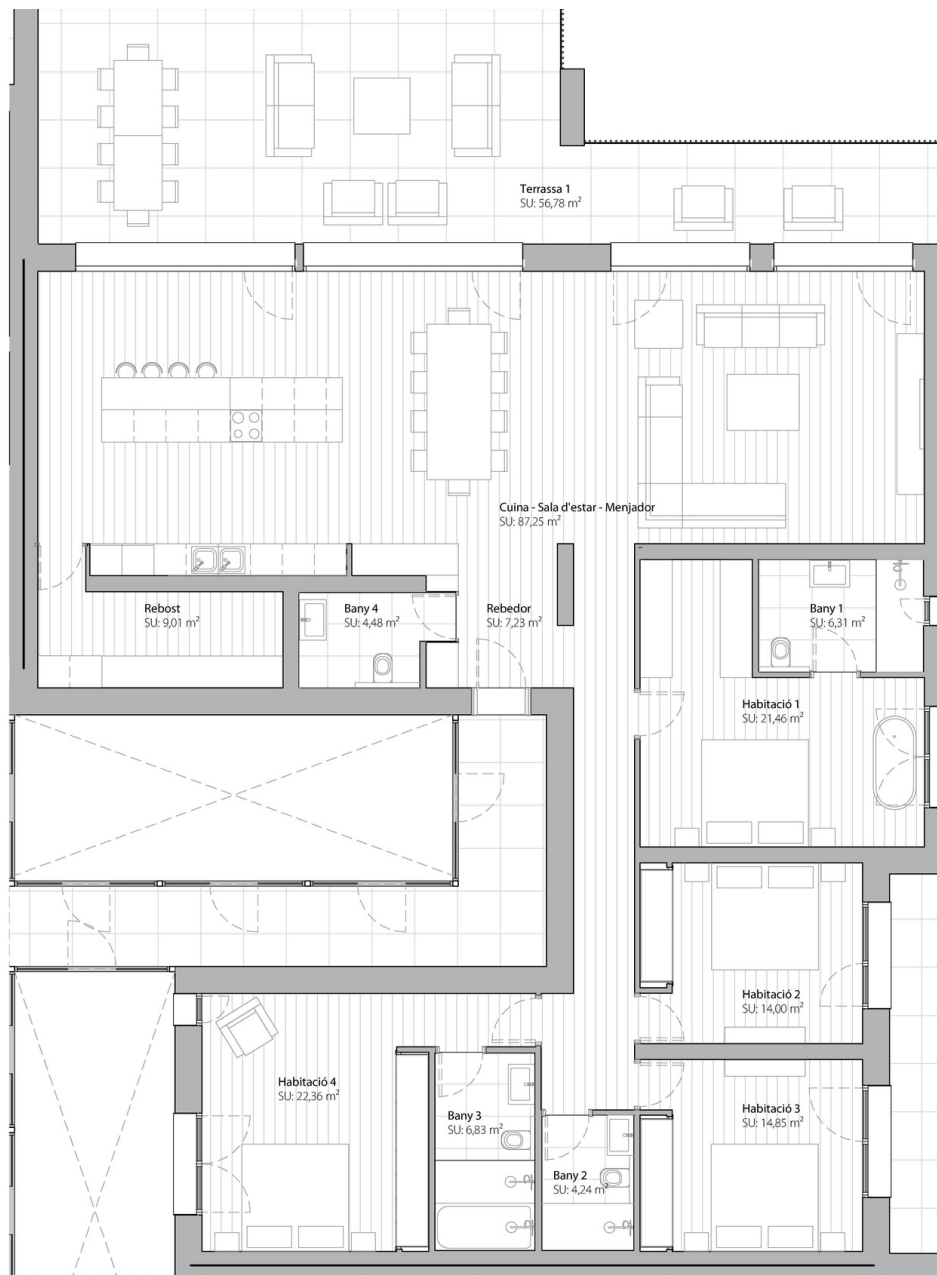 Terrassa 1
SU: 56,78 m²
Cuina - Sala d'estar - Menjador
SU: 87,25 m²
Rebost
SU: 9,01 m²
Bany 4
SU: 4,48 m²
Rebedor
SU: 7,23 m²
Bany 1
SU: 6,31 m²
Habitació 1
SU: 21,46 m²
Habitació 2
SU: 14,00 m²
Habitació 4
SU: 22,36 m²
Bany 3
SU: 6,83 m²
Habitació 3
SU: 14,85 m²
Bany 2
SU: 4,24 m²